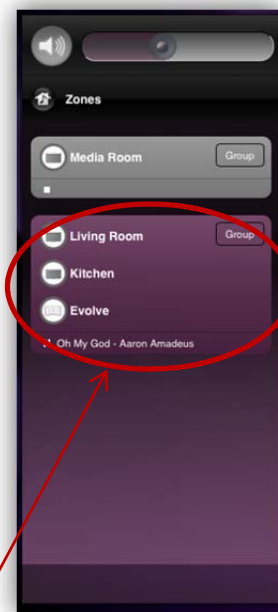 Zones
Media Room Group
Living Room Group
Kitchen
Evolve
Oh My God - Aaron Amadeus